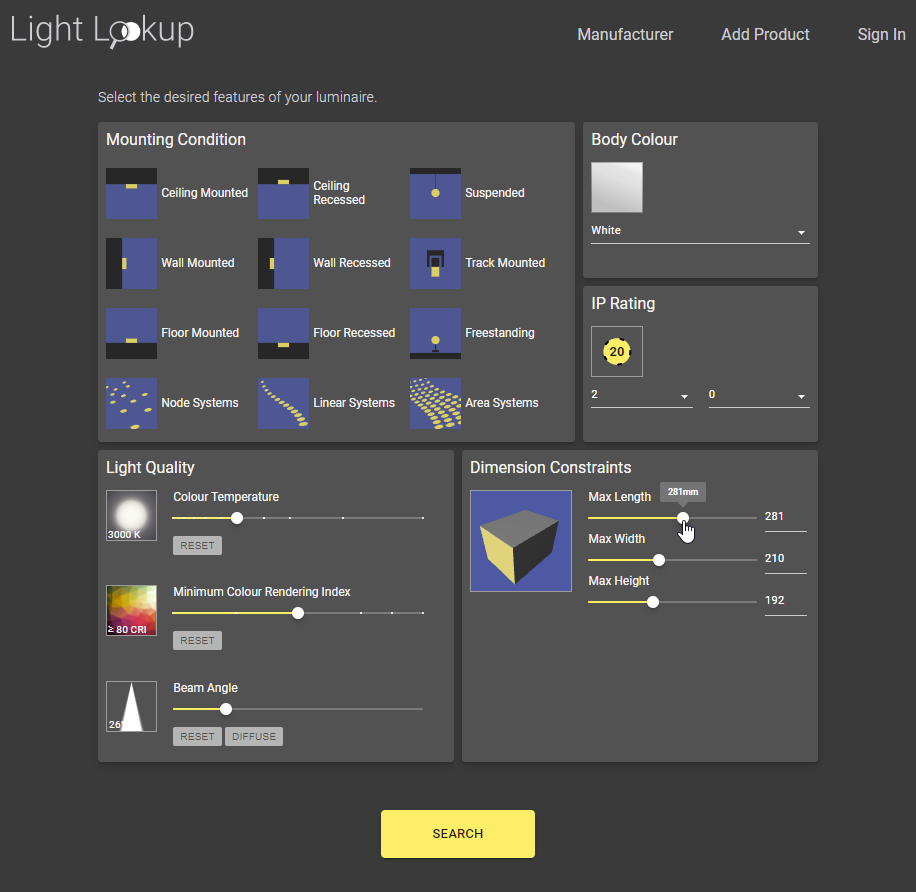 Light Lookup
Manufacturer
Add Product
Sign In
Select the desired features of your luminaire.
Mounting Condition
Ceiling Mounted
Ceiling
Recessed
Suspended
Wall Mounted
Wall Recessed
Track Mounted
Floor Mounted
Floor Recessed
Freestanding
Node Systems
Linear Systems
Area Systems
Body Colour
White
IP Rating
20
2
0
Light Quality
Colour Temperature
3000 K
RESET
Minimum Colour Rendering Index
≥ 80 CRI
RESET
Beam Angle
26°
RESET
DIFFUSE
Dimension Constraints
Max Length
281mm
281
Max Width
210
Max Height
192
SEARCH